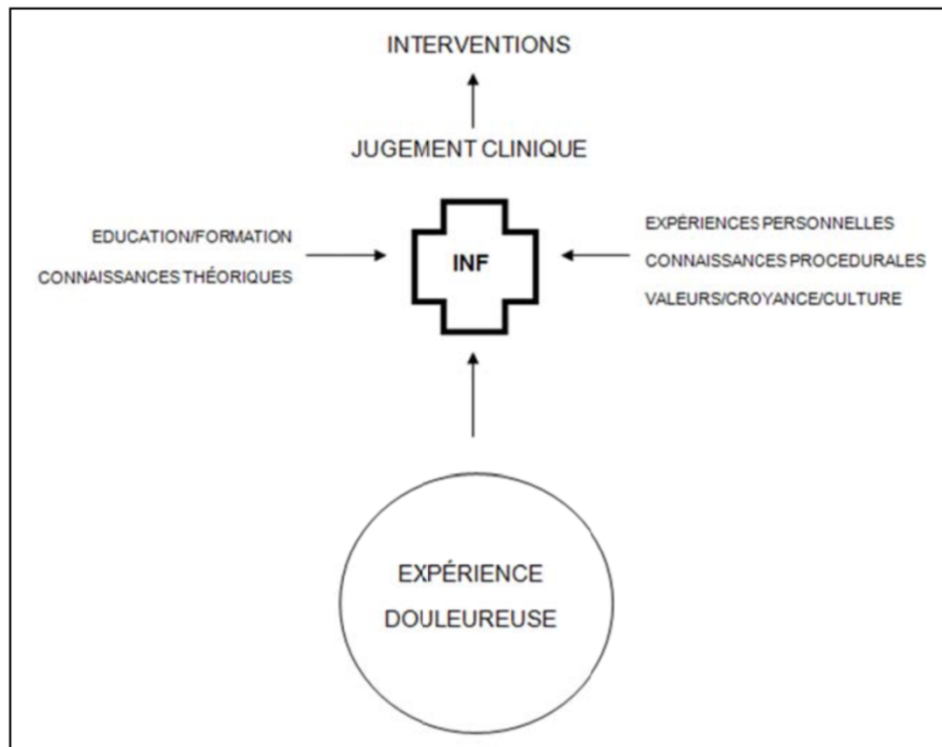 INTERVENTIONS
JUGEMENT CLINIQUE
EDUCATION/FORMATION
CONNAISSANCES THÉORIQUES
INF
EXPÉRIENCES PERSONNELLES
CONNAISSANCES PROCEDURALES
VALEURS/CROYANCE/CULTURE
EXPÉRIENCE
DOULEUREUSE